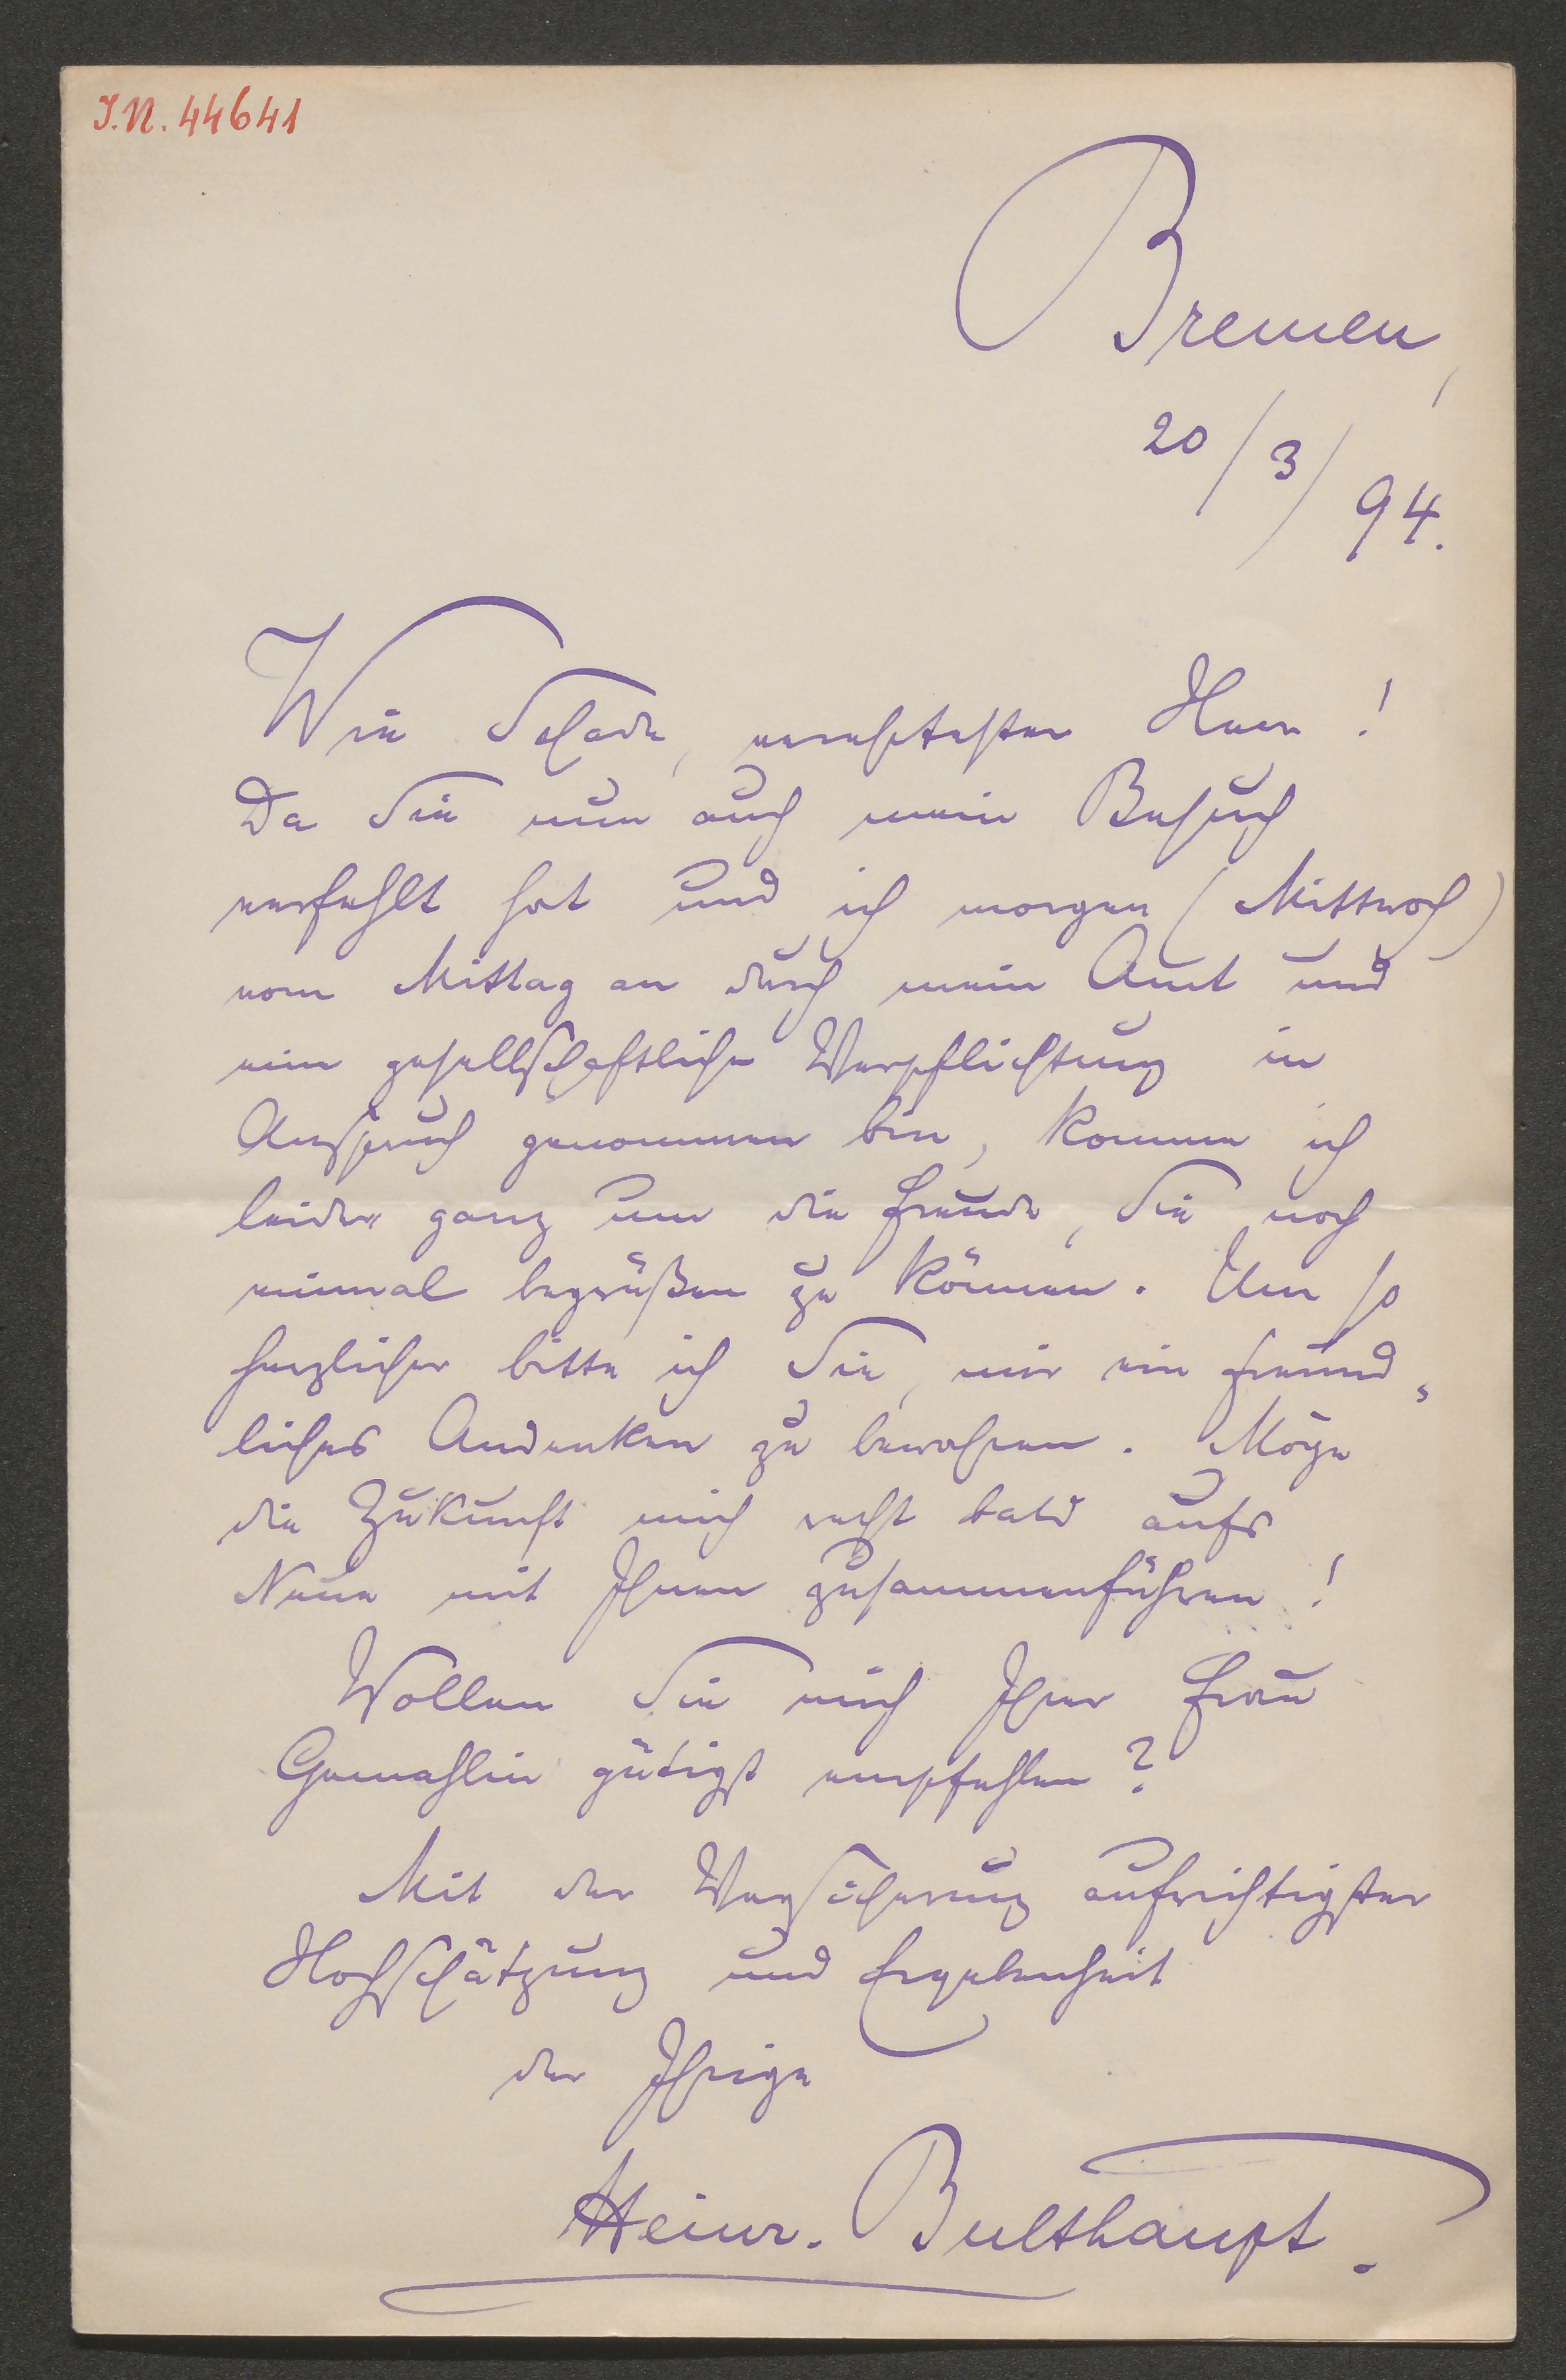 I.N. 44641
Bremen,
20/3/94.
Wie Schade, verehrtester Herr!
Da Sie nun auch mein Besuch
verfehlt hat und ich morgen (Mittwoch)
vom Mittag an durch mein Amt und
eine gesellschaftliche Verpflichtung in
Anspruch genommen bin, komme ich
leider ganz um die Freude, Sie noch
einmal begrüßen zu können. Um so
herzlicher bitte ich Sie, mir ein freund-
liches Andenken zu bewahren. Möge
die Zukunft mich recht bald aufs
Neue mit Ihnen zusammenführen!
Wollen Sie mich Ihrer Frau
Gemahlin gütigst empfehlen?
Mit der Versicherung aufrichtigster
Hochschätzung und Ergebenheit
der Ihrige
Heinr. Bulthaupt.